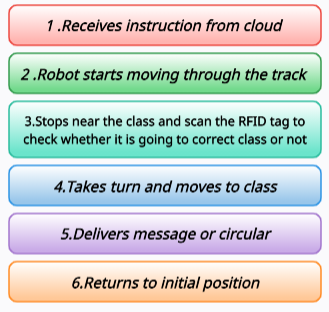 1 .Receives instruction from cloud
2 .Robot starts moving through the track
3.Stops near the class and scan the RFID tag to
check whether it is going to correct class or not
4.Takes turn and moves to class
5.Delivers message or circular
6.Returns to initial position